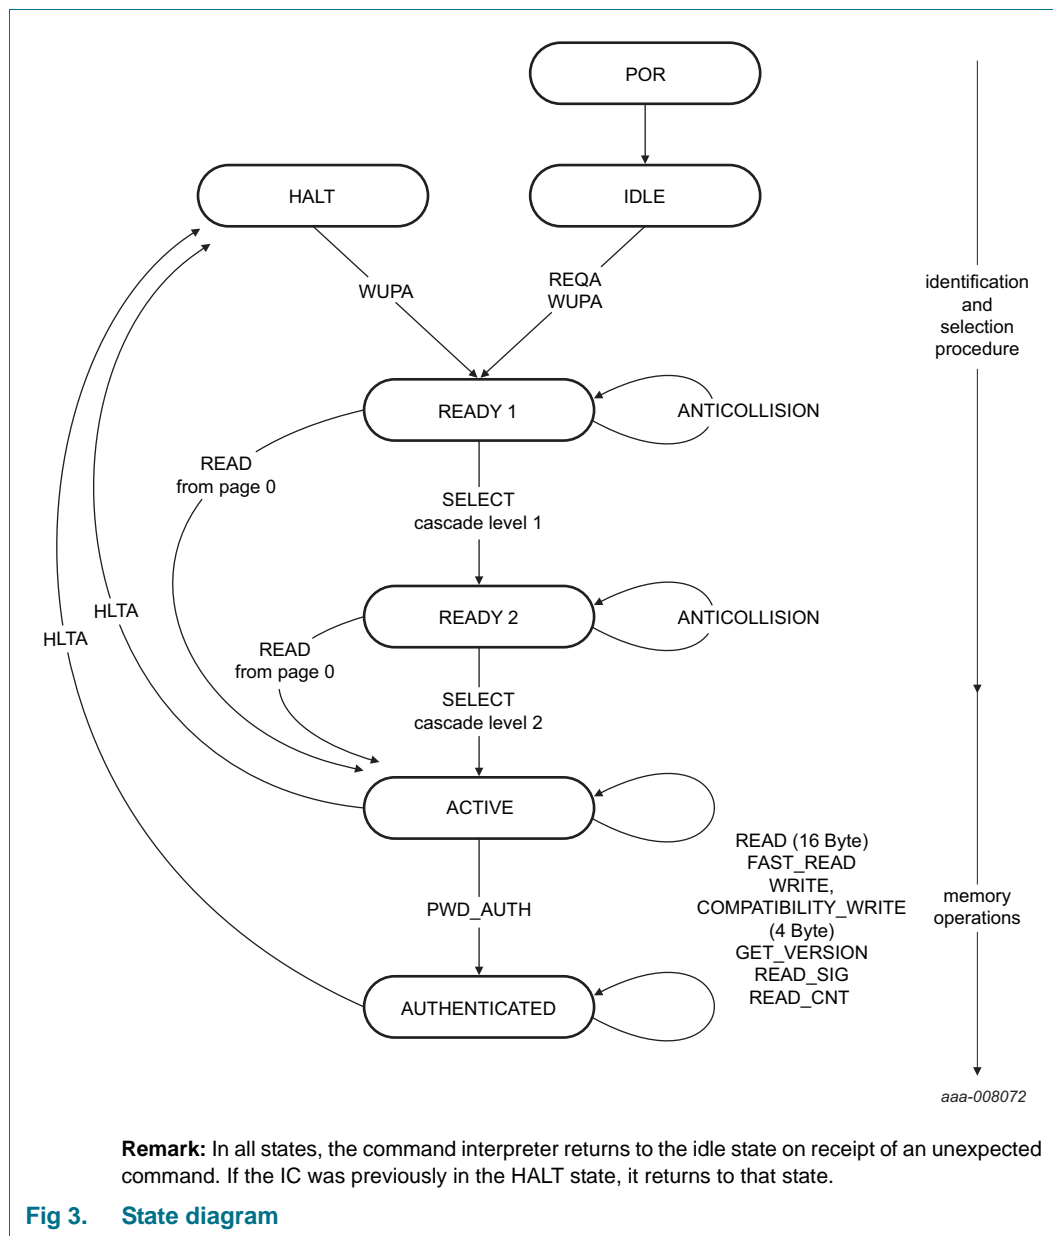 POR
HALT
IDLE
WUPA
REQA
WUPA
identification
and
selection
procedure
READY 1
ANTICOLLISION
READ
from page 0
SELECT
cascade level 1
READY 2
ANTICOLLISION
HLTA
HLTA
READ
from page 0
SELECT
cascade level 2
ACTIVE
READ (16 Byte)
FAST_READ
WRITE,
COMPATIBILITY_WRITE
(4 Byte)
GET_VERSION
READ_SIG
READ_CNT
memory
operations
PWD_AUTH
AUTHENTICATED
aaa-008072
Remark: In all states, the command interpreter returns to the idle state on receipt of an unexpected
command. If the IC was previously in the HALT state, it returns to that state.
Fig 3. State diagram